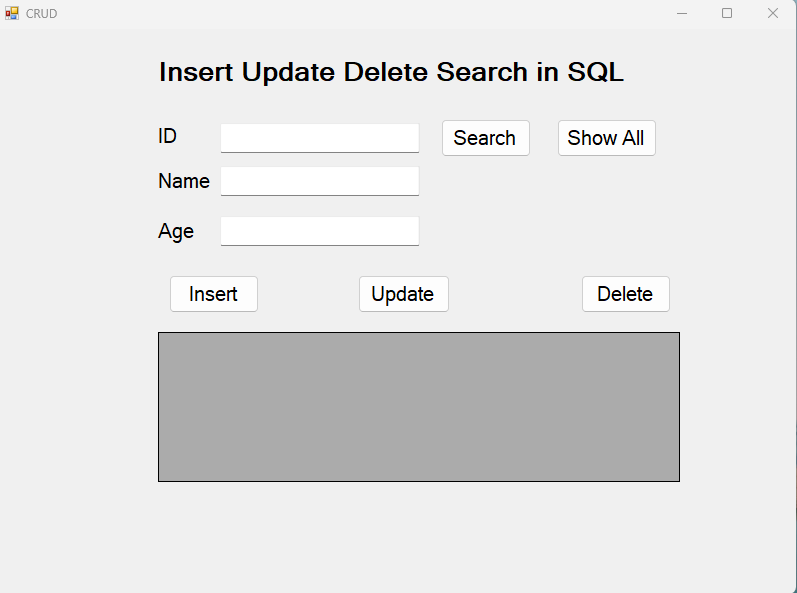 CRUD
Insert Update Delete Search in SQL
ID Search Show All
Name
Age
Insert Update Delete